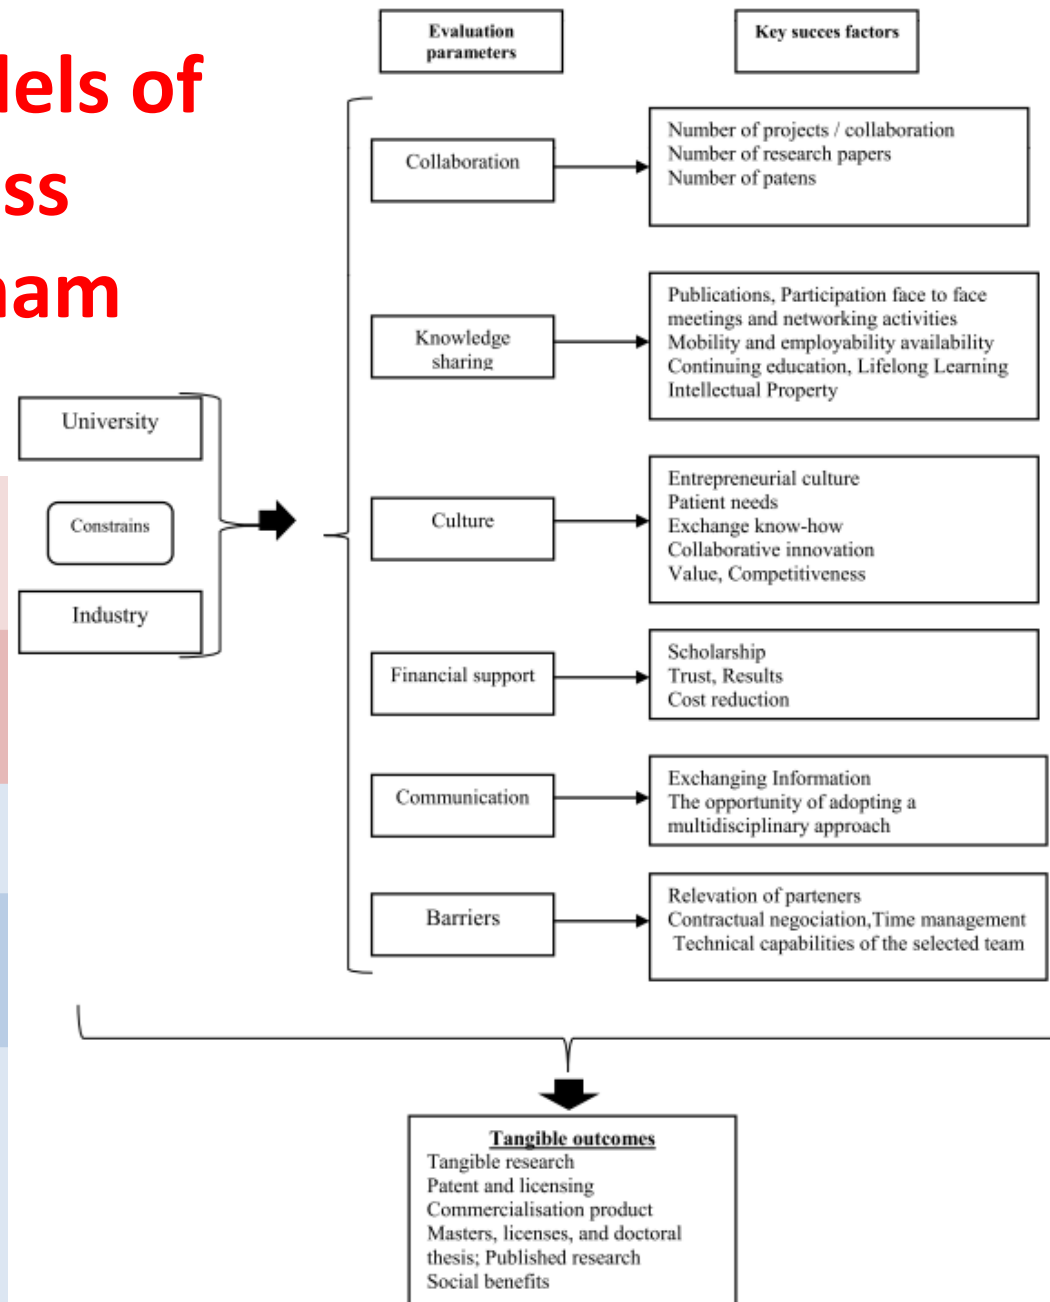 dels of
ss
nam
Evaluation
parameters
Key succes factors
Collaboration
Number of projects / collaboration
Number of research papers
Number of patens
Knowledge
sharing
Publications, Participation face to face
meetings and networking activities
Mobility and employability availability
Continuing education, Lifelong Learning
Intellectual Property
University
Constrains
Industry
Culture
Entrepreneurial culture
Patient needs
Exchange know-how
Collaborative innovation
Value, Competitiveness
Financial support
Scholarship
Trust, Results
Cost reduction
Communication
Exchanging Information
The opportunity of adopting a
multidisciplinary approach
Barriers
Relevation of parteners
Contractual negociation,Time management
Technical capabilities of the selected team
Tangible outcomes
Tangible research
Patent and licensing
Commercialisation product
Masters, licenses, and doctoral
thesis; Published research
Social benefits